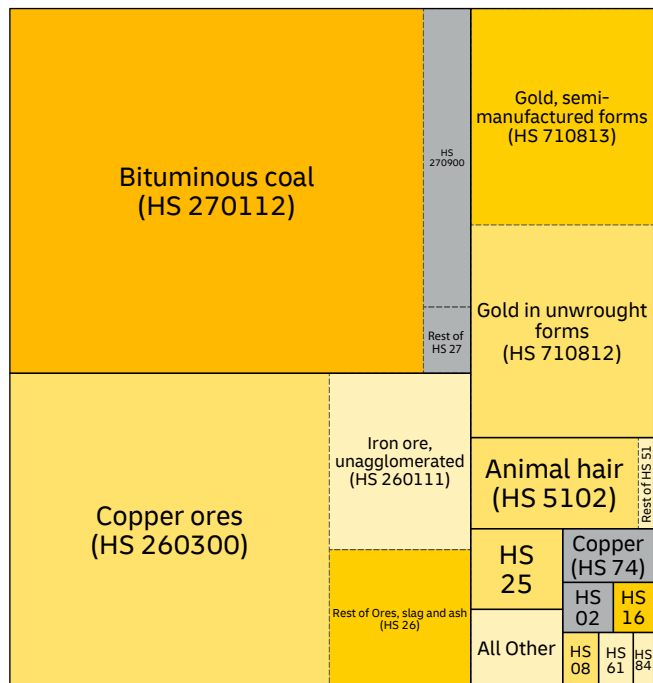 Bituminous coal
(HS 270112)
HS
270900
Rest of
HS 27
Gold, semi-
manufactured forms
(HS 710813)
Gold in unwrought
forms
(HS 710812)
Copper ores
(HS 260300)
Iron ore,
unagglomerated
(HS 260111)
Rest of Ores, slag and ash
(HS 26)
Animal hair
(HS 5102)
Rest of HS 51
HS
25
Copper
(HS 74)
HS
02
HS
16
All Other
HS
08
HS
61
HS
84